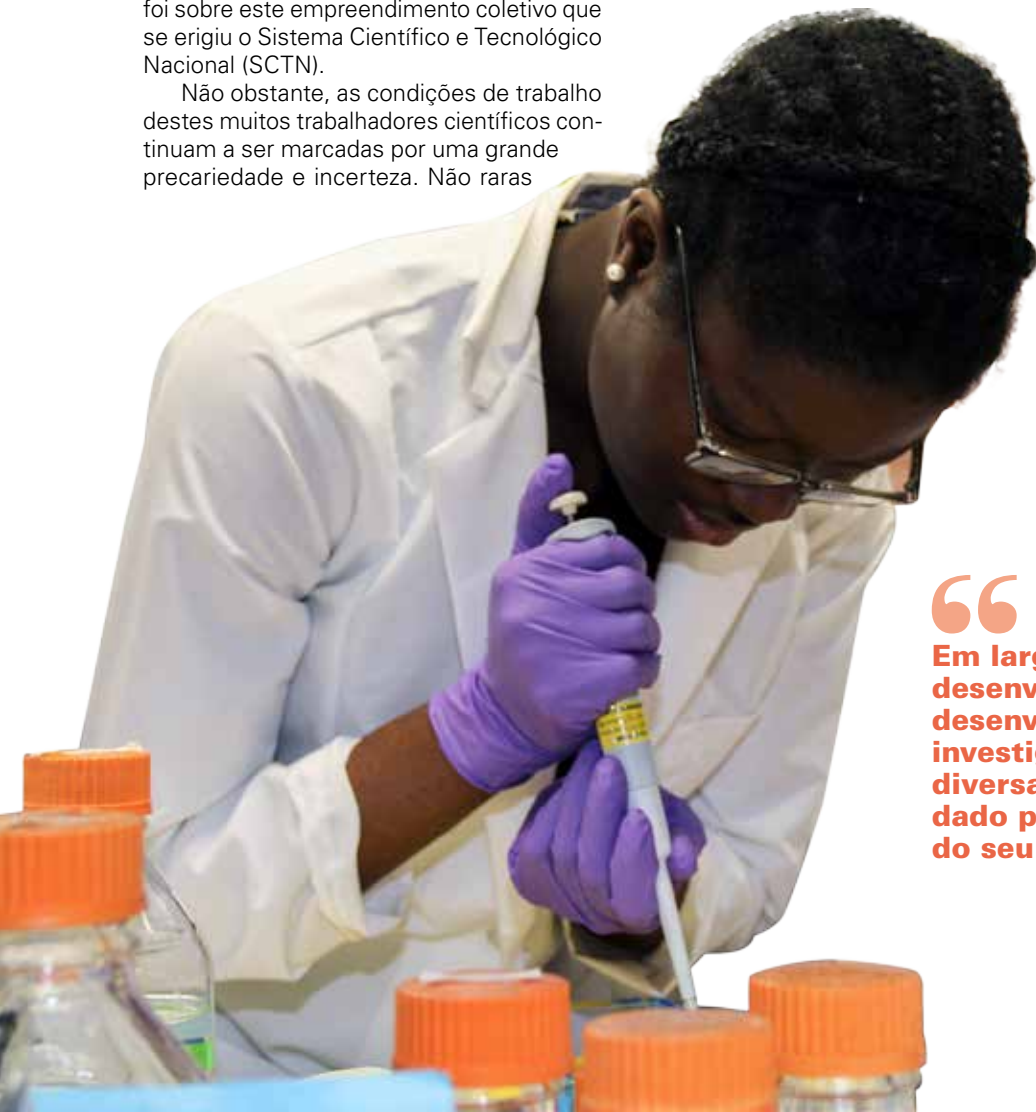 foi sobre este empreendimento coletivo que
se erigiu o Sistema Científico e Tecnológico
Nacional (SCTN).
Não obstante, as condições de trabalho
destes muitos trabalhadores científicos con-
tinuam a ser marcadas por uma grande
precariedade e incerteza. Não raras
Em larg
desenv
desenv
investig
diversa
dado p
do seu